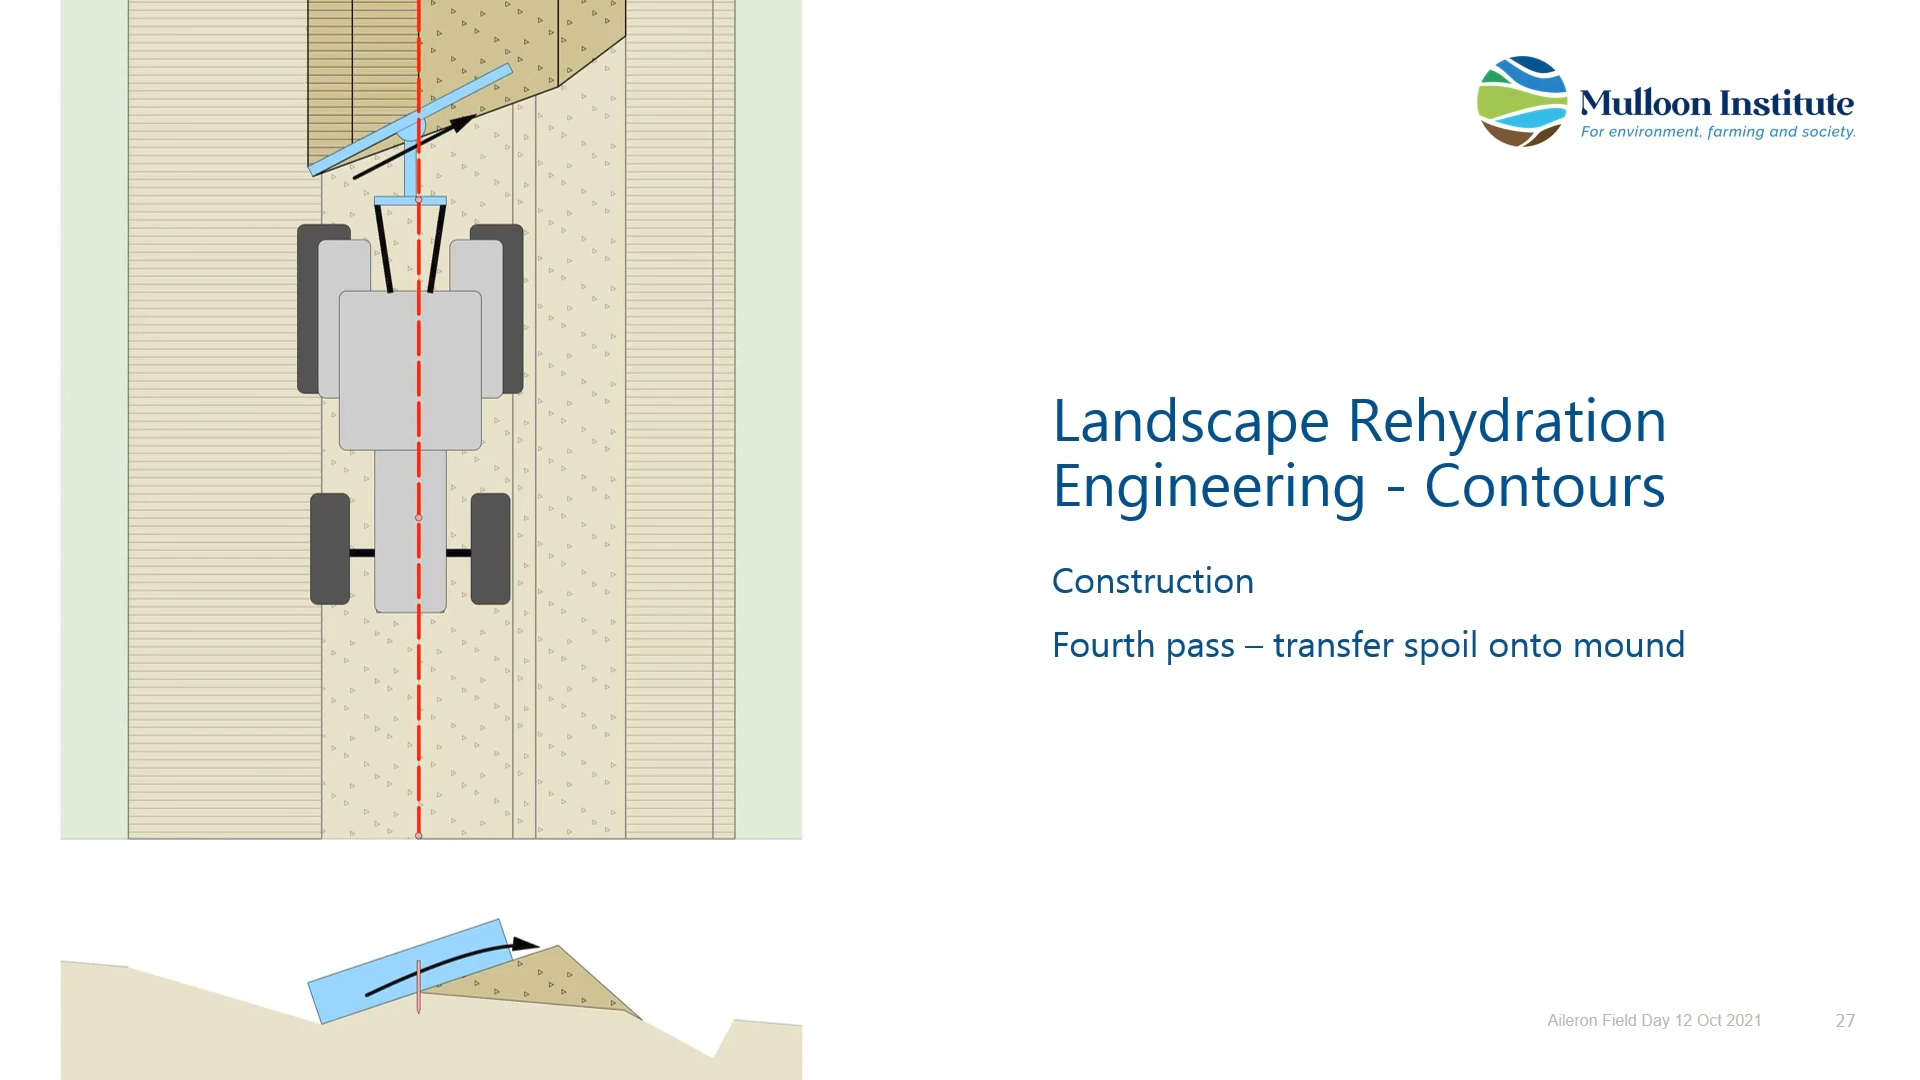 Mulloon Institute
For environment, farming and society.
Landscape Rehydration
Engineering - Contours
Construction
Fourth pass – transfer spoil onto mound
Aileron Field Day 12 Oct 2021
27